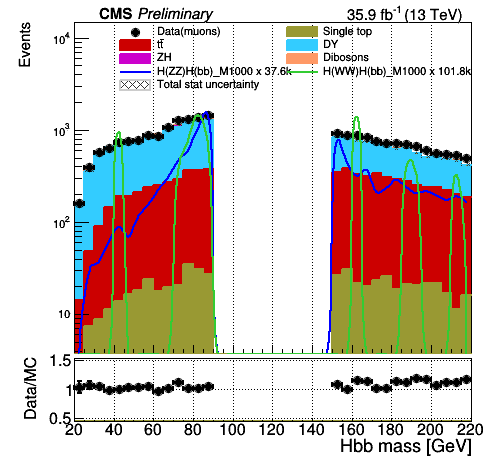 CMS Preliminary 35.9 fb⁻¹ (13 TeV)
Data(muons) Single top
tt̄ DY
ZH Dibosons
H(ZZ)H(bb)_M1000 x 37.6k H(WW)H(bb)_M1000 x 101.8k
Total stat uncertainty
Events
10⁴
10³
10²
10
Data/MC
1.5
1
0.5
20 40 60 80 100 120 140 160 180 200 220
Hbb mass [GeV]